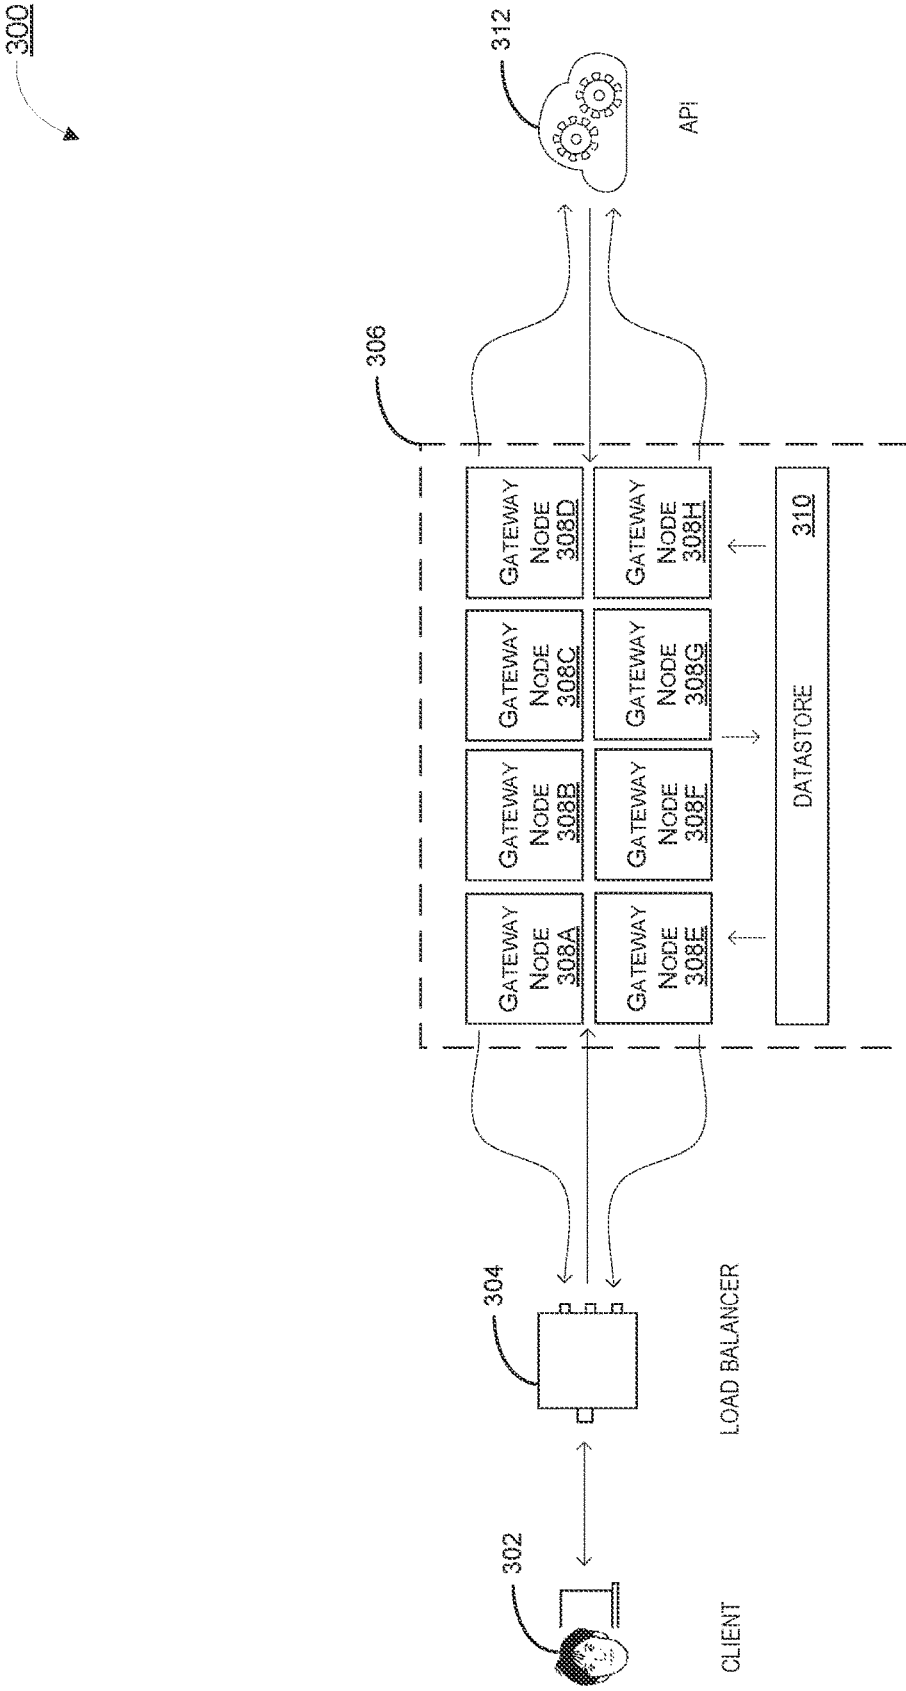 300
302
CLIENT
304
LOAD BALANCER
306
GATEWAY
NODE
308A
GATEWAY
NODE
308B
GATEWAY
NODE
308C
GATEWAY
NODE
308D
GATEWAY
NODE
308E
GATEWAY
NODE
308F
GATEWAY
NODE
308G
GATEWAY
NODE
308H
DATASTORE
310
312
API